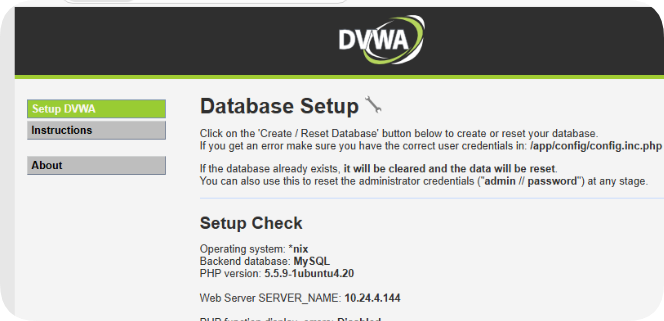 DVWA
Setup DVWA
Instructions
About
Database Setup
Click on the 'Create / Reset Database' button below to create or reset your database.
If you get an error make sure you have the correct user credentials in: /app/config/config.inc.php
If the database already exists, it will be cleared and the data will be reset.
You can also use this to reset the administrator credentials ("admin // password") at any stage.
Setup Check
Operating system: *nix
Backend database: MySQL
PHP version: 5.5.9-1ubuntu4.20
Web Server SERVER_NAME: 10.24.4.144
PHP function display_errors: Disabled